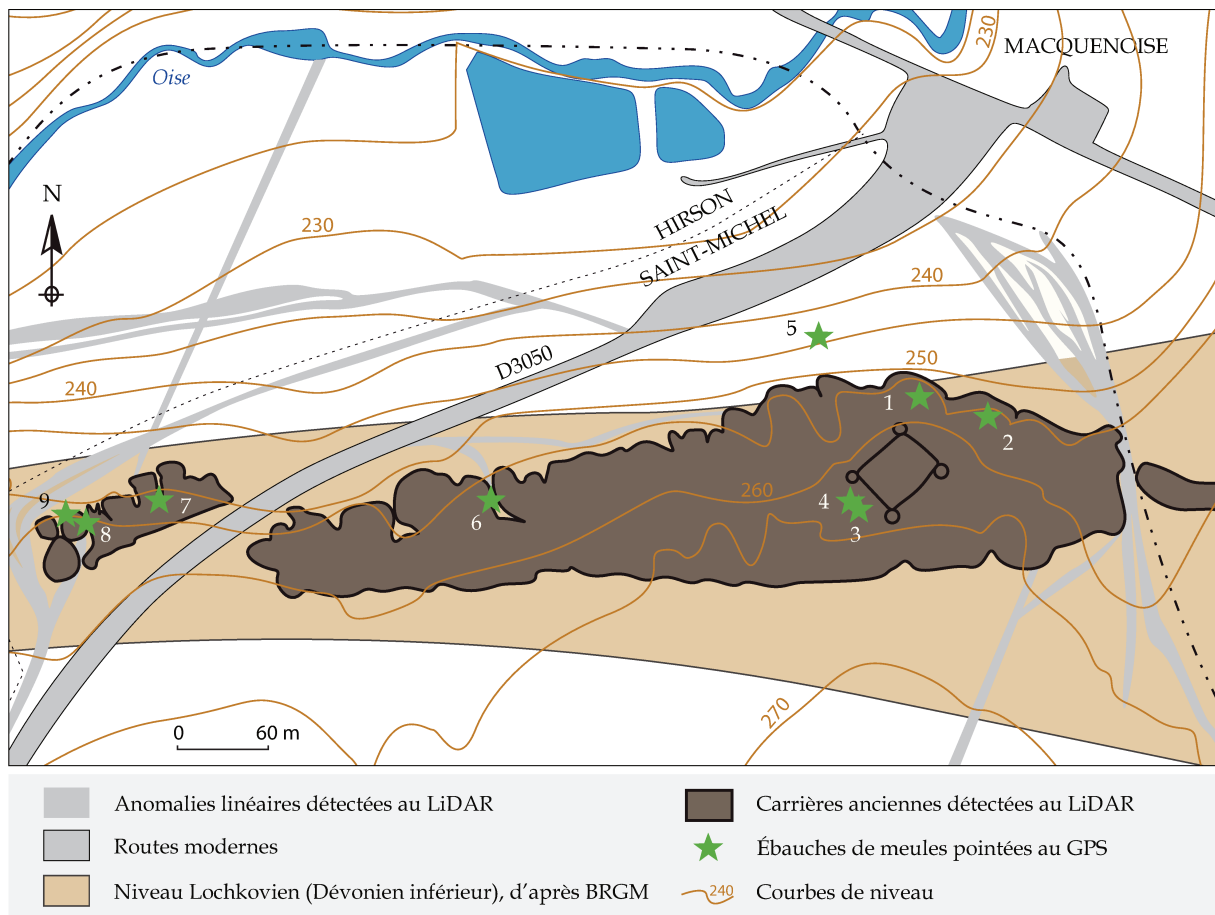 MACQUENOISE
230
Oise
N
HIRSON
SAINT-MICHEL
230
240
5
D3050
250
240
1
2
260
9
7
4
6
8
3
270
0 60 m
Anomalies linéaires détectées au LiDAR
Routes modernes
Niveau Lochkovien (Dévonien inférieur), d'après BRGM
Carrières anciennes détectées au LiDAR
Ébauches de meules pointées au GPS
240 Courbes de niveau